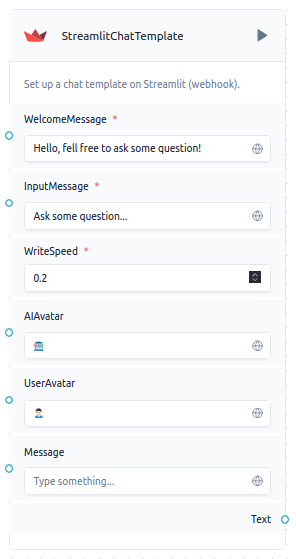 StreamlitChatTemplate
Set up a chat template on Streamlit (webhook).
WelcomeMessage *
Hello, fell free to ask some question!
InputMessage *
Ask some question...
WriteSpeed *
0.2
AIAvatar
UserAvatar
Message
Type something...
Text